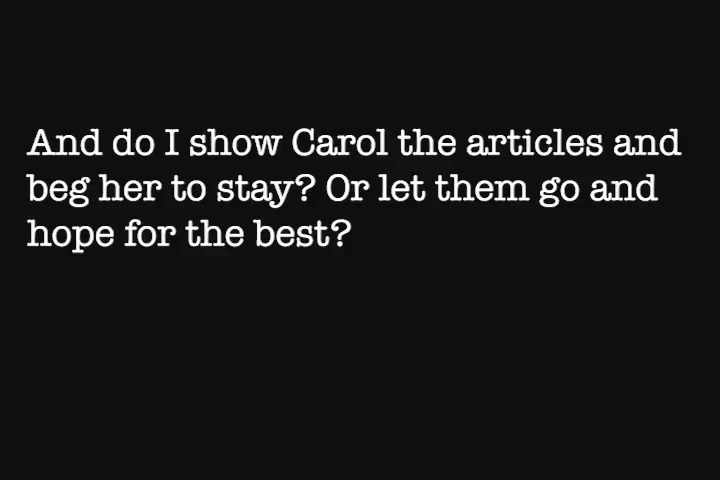 And do I show Carol the articles and
beg her to stay? Or let them go and
hope for the best?